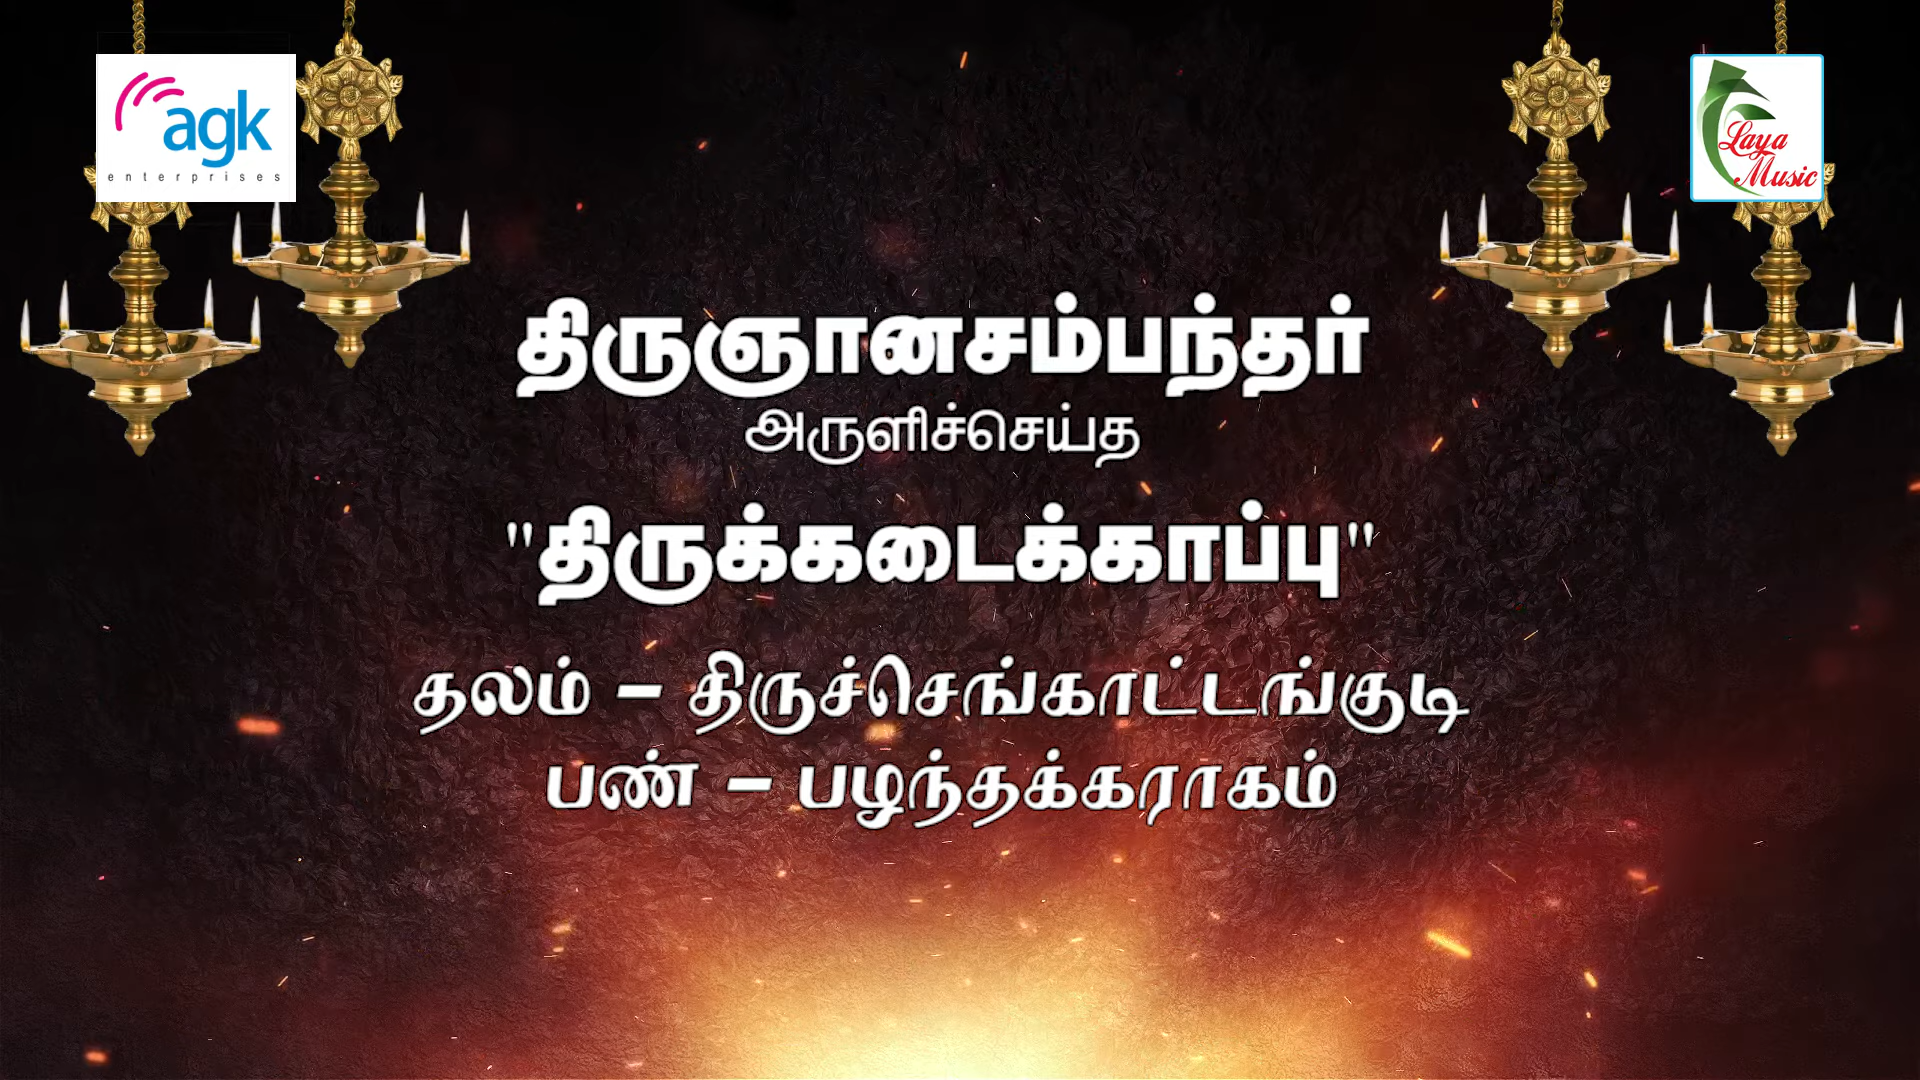 agk
enterprises
Laya
Music
திருஞானசம்பந்தர்
அருளிச்செய்த
"திருக்கடைக்காப்பு"
தலம் – திருச்செங்காட்டங்குடி
பண் – பழந்தக்கராகம்